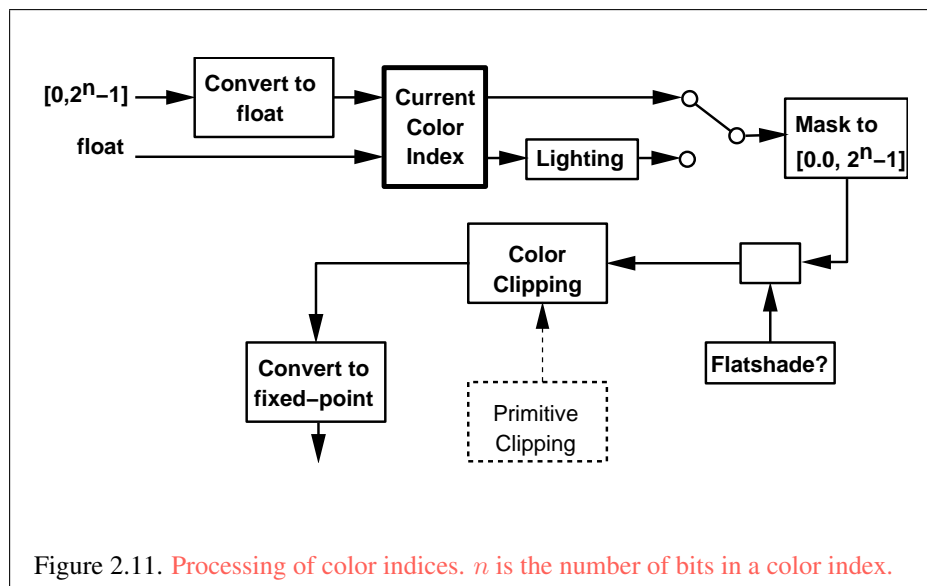 [0,2ⁿ−1]
Convert to
float
float
Current
Color
Index
Lighting
Mask to
[0.0, 2ⁿ−1]
Color
Clipping
Flatshade?
Convert to
fixed−point
Primitive
Clipping
Figure 2.11. Processing of color indices. n is the number of bits in a color index.